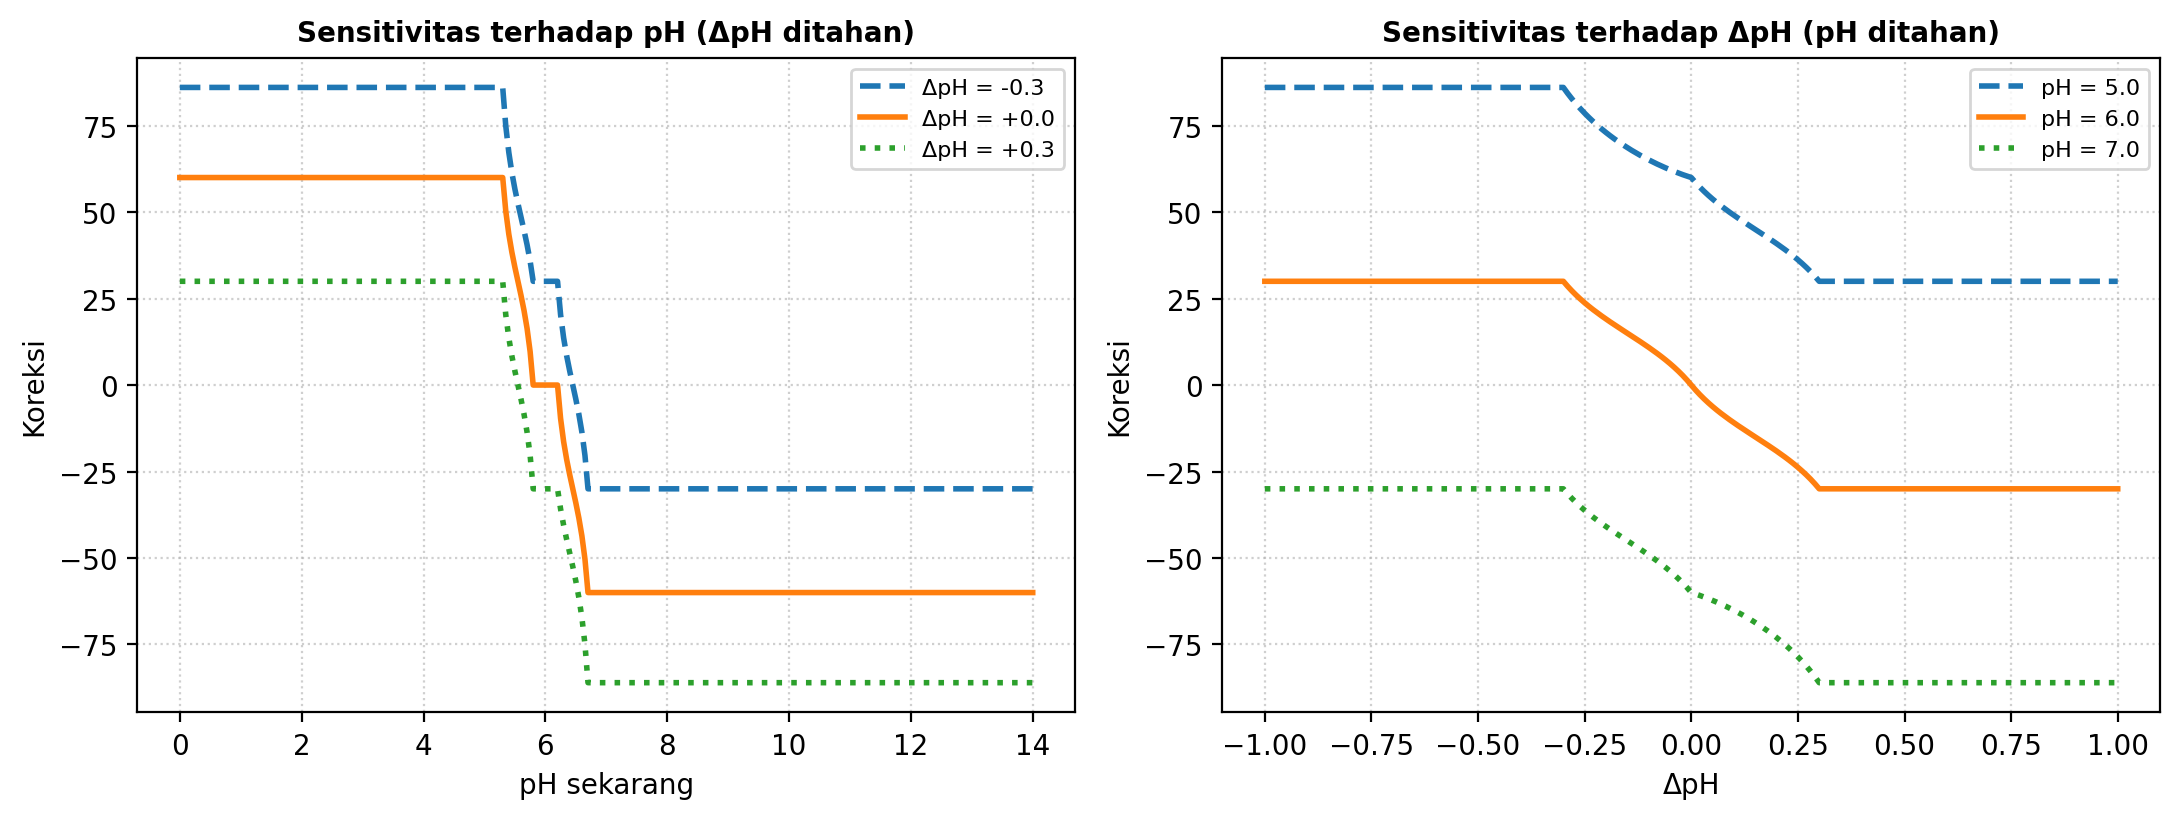 Sensitivitas terhadap pH (ΔpH ditahan)
ΔpH = -0.3
ΔpH = +0.0
ΔpH = +0.3
75
50
25
0
−25
−50
−75
Koreksi
0 2 4 6 8 10 12 14
pH sekarang
Sensitivitas terhadap ΔpH (pH ditahan)
pH = 5.0
pH = 6.0
pH = 7.0
75
50
25
0
−25
−50
−75
Koreksi
−1.00 −0.75 −0.50 −0.25 0.00 0.25 0.50 0.75 1.00
ΔpH